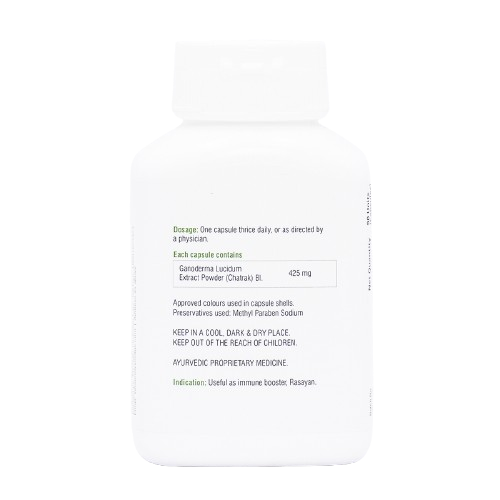 Dosage: One capsule thrice daily, or as directed by
a physician.
Each capsule contains
Ganoderma Lucidum
Extract Powder (Chatrak) BI. 425 mg
Approved colours used in capsule shells.
Preservatives used: Methyl Paraben Sodium
KEEP IN A COOL, DARK & DRY PLACE.
KEEP OUT OF THE REACH OF CHILDREN.
AYURVEDIC PROPRIETARY MEDICINE.
Indication: Useful as immune booster, Rasayan.
Net Quantity